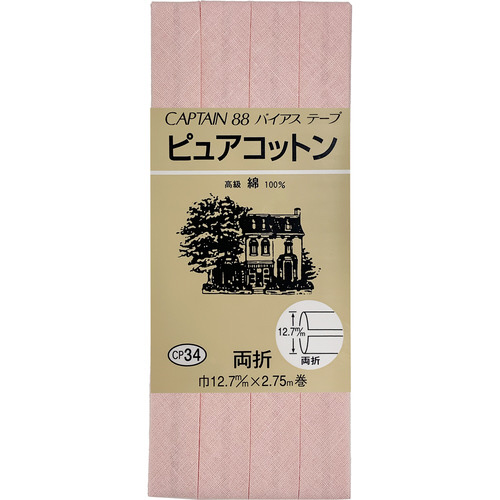 CAPTAIN 88 バイアス テープ
ピュアコットン
高級 綿 100%
12.7m/m
両折
CP34
両折
巾12.7m/m×2.75m巻